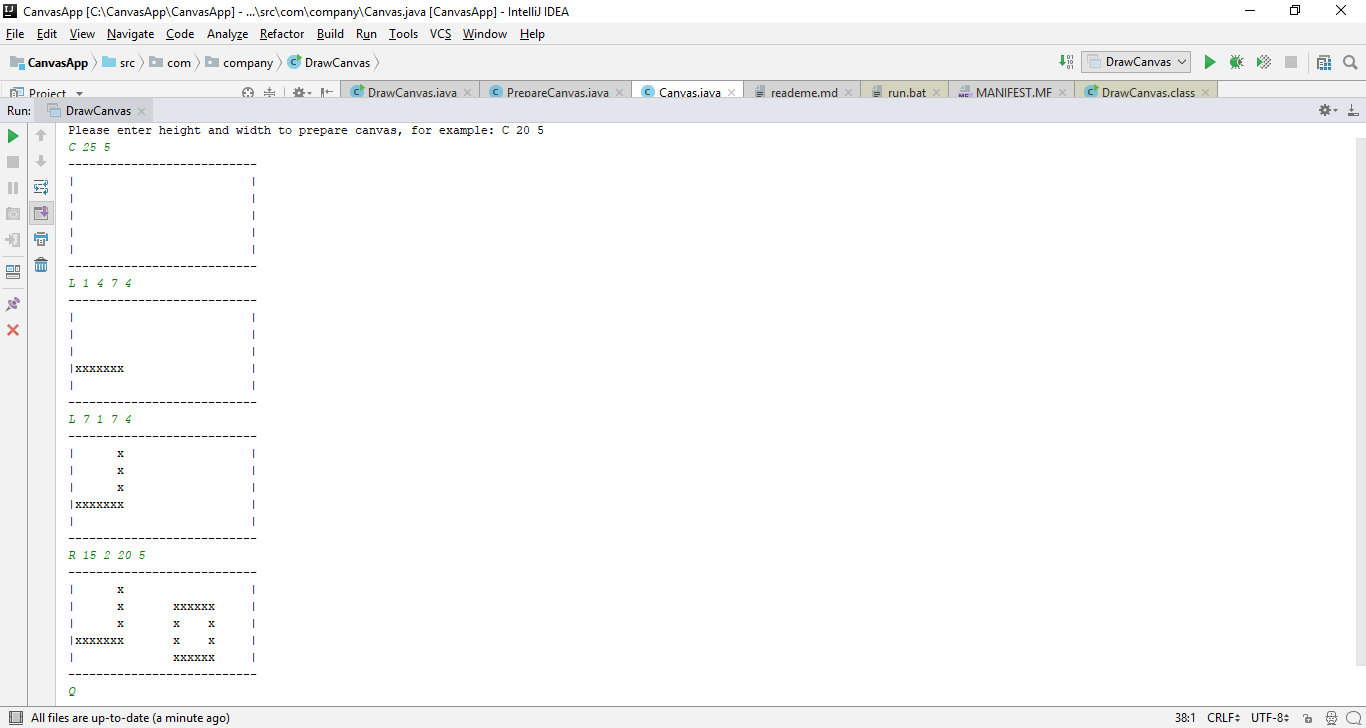 CanvasApp [C:\CanvasApp\CanvasApp] - ...\src\com\company\Canvas.java [CanvasApp] - IntelliJ IDEA
File Edit View Navigate Code Analyze Refactor Build Run Tools VCS Window Help
CanvasApp src com company DrawCanvas DrawCanvas
Project DrawCanvas.java PrepareCanvas.java Canvas.java reademe.md run.bat MANIFEST.MF DrawCanvas.class
Run: DrawCanvas
Please enter height and width to prepare canvas, for example: C 20 5
C 25 5
---------------------------
|                         |
|                         |
|                         |
|                         |
|                         |
---------------------------
L 1 4 7 4
---------------------------
|                         |
|                         |
|                         |
|xxxxxxx                  |
|                         |
---------------------------
L 7 1 7 4
---------------------------
|      x                  |
|      x                  |
|      x                  |
|xxxxxxx                  |
|                         |
---------------------------
R 15 2 20 5
---------------------------
|      x                  |
|      x       xxxxxx     |
|      x       x    x     |
|xxxxxxx       x    x     |
|              xxxxxx     |
---------------------------
Q
All files are up-to-date (a minute ago) 38:1 CRLF UTF-8